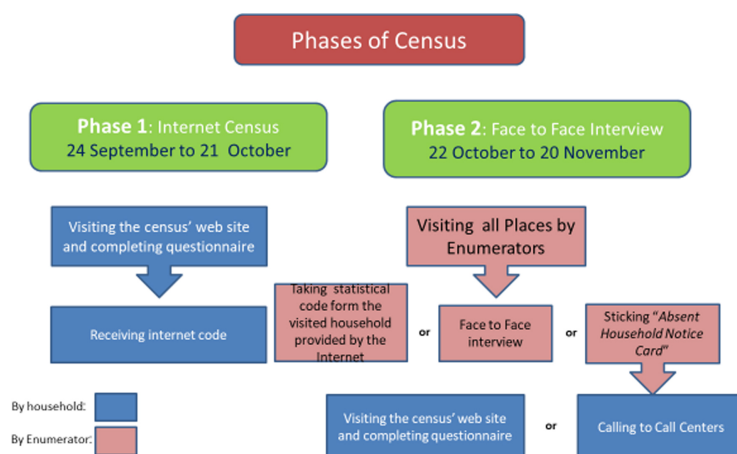 Phases of Census
Phase 1: Internet Census
24 September to 21 October
Phase 2: Face to Face Interview
22 October to 20 November
Visiting the census' web site
and completing questionnaire
Visiting all Places by
Enumerators
Receiving internet code
Taking statistical
code form the
visited household
provided by the
Internet
or
Face to Face
interview
or
Sticking "Absent
Household Notice
Card"
By household:
By Enumerator:
Visiting the census' web site
and completing questionnaire
or
Calling to Call Centers